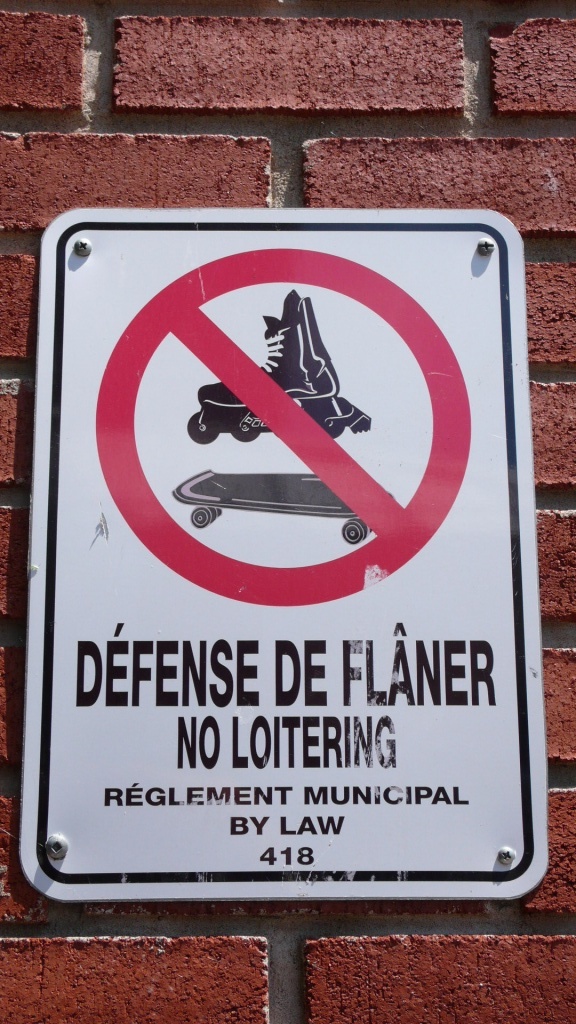 DÉFENSE DE FLÂNER
NO LOITERING
RÉGLEMENT MUNICIPAL
BY LAW
418